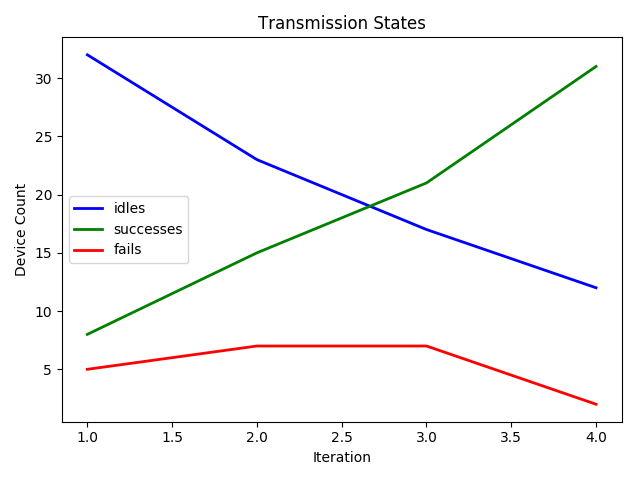 Transmission States
Device Count
30
25
20
15
10
5
idles
successes
fails
1.0 1.5 2.0 2.5 3.0 3.5 4.0
Iteration